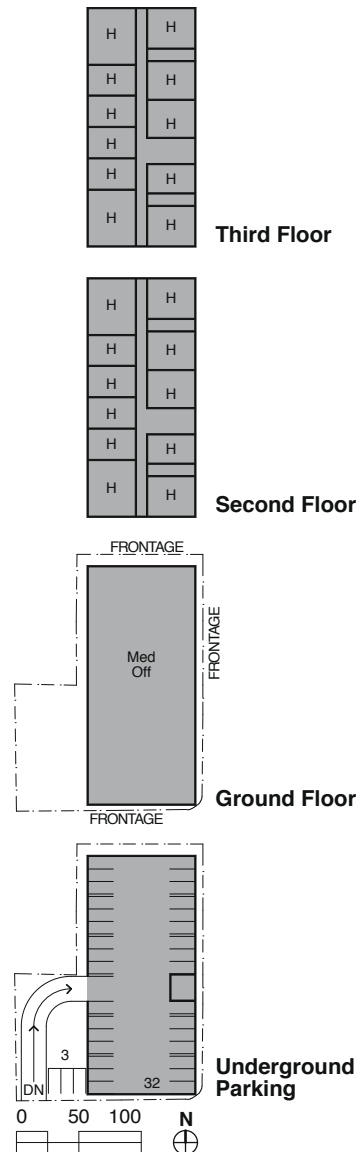 H
H
H
H
H
H
H
H
H
H
H
Third Floor
H
H
H
H
H
H
H
H
H
H
H
Second Floor
FRONTAGE
FRONTAGE
Med
Off
FRONTAGE
Ground Floor
3
DN
32
Underground
Parking
0 50 100 N